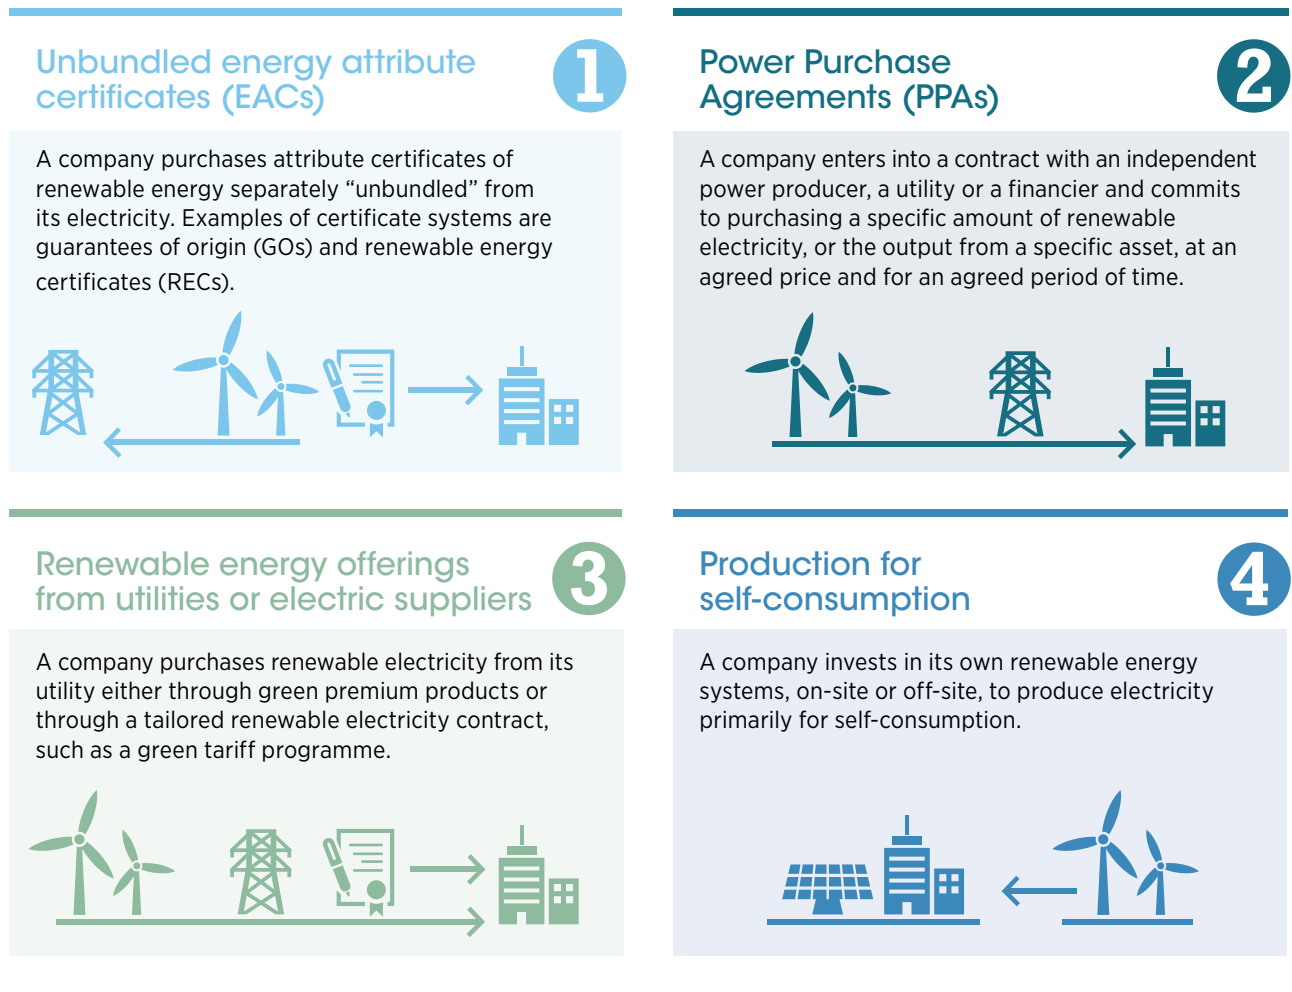 Unbundled energy attribute
certificates (EACs)
1
A company purchases attribute certificates of
renewable energy separately “unbundled” from
its electricity. Examples of certificate systems are
guarantees of origin (GOs) and renewable energy
certificates (RECs).
Power Purchase
Agreements (PPAs)
2
A company enters into a contract with an independent
power producer, a utility or a financier and commits
to purchasing a specific amount of renewable
electricity, or the output from a specific asset, at an
agreed price and for an agreed period of time.
Renewable energy offerings
from utilities or electric suppliers
3
A company purchases renewable electricity from its
utility either through green premium products or
through a tailored renewable electricity contract,
such as a green tariff programme.
Production for
self-consumption
4
A company invests in its own renewable energy
systems, on-site or off-site, to produce electricity
primarily for self-consumption.